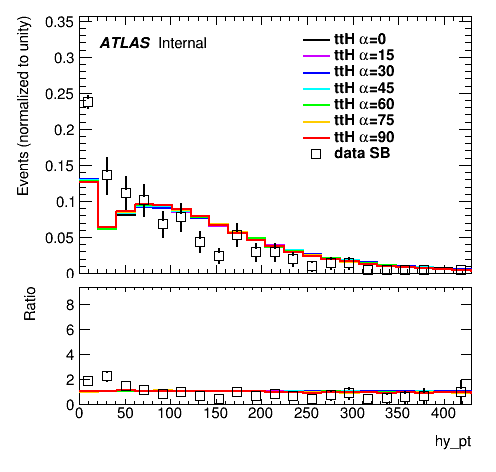 Events (normalized to unity)
0.35
0.3
0.25
0.2
0.15
0.1
0.05
0
ATLAS Internal
ttH α=0
ttH α=15
ttH α=30
ttH α=45
ttH α=60
ttH α=75
ttH α=90
data SB
Ratio
8
6
4
2
0
0 50 100 150 200 250 300 350 400
hy_pt